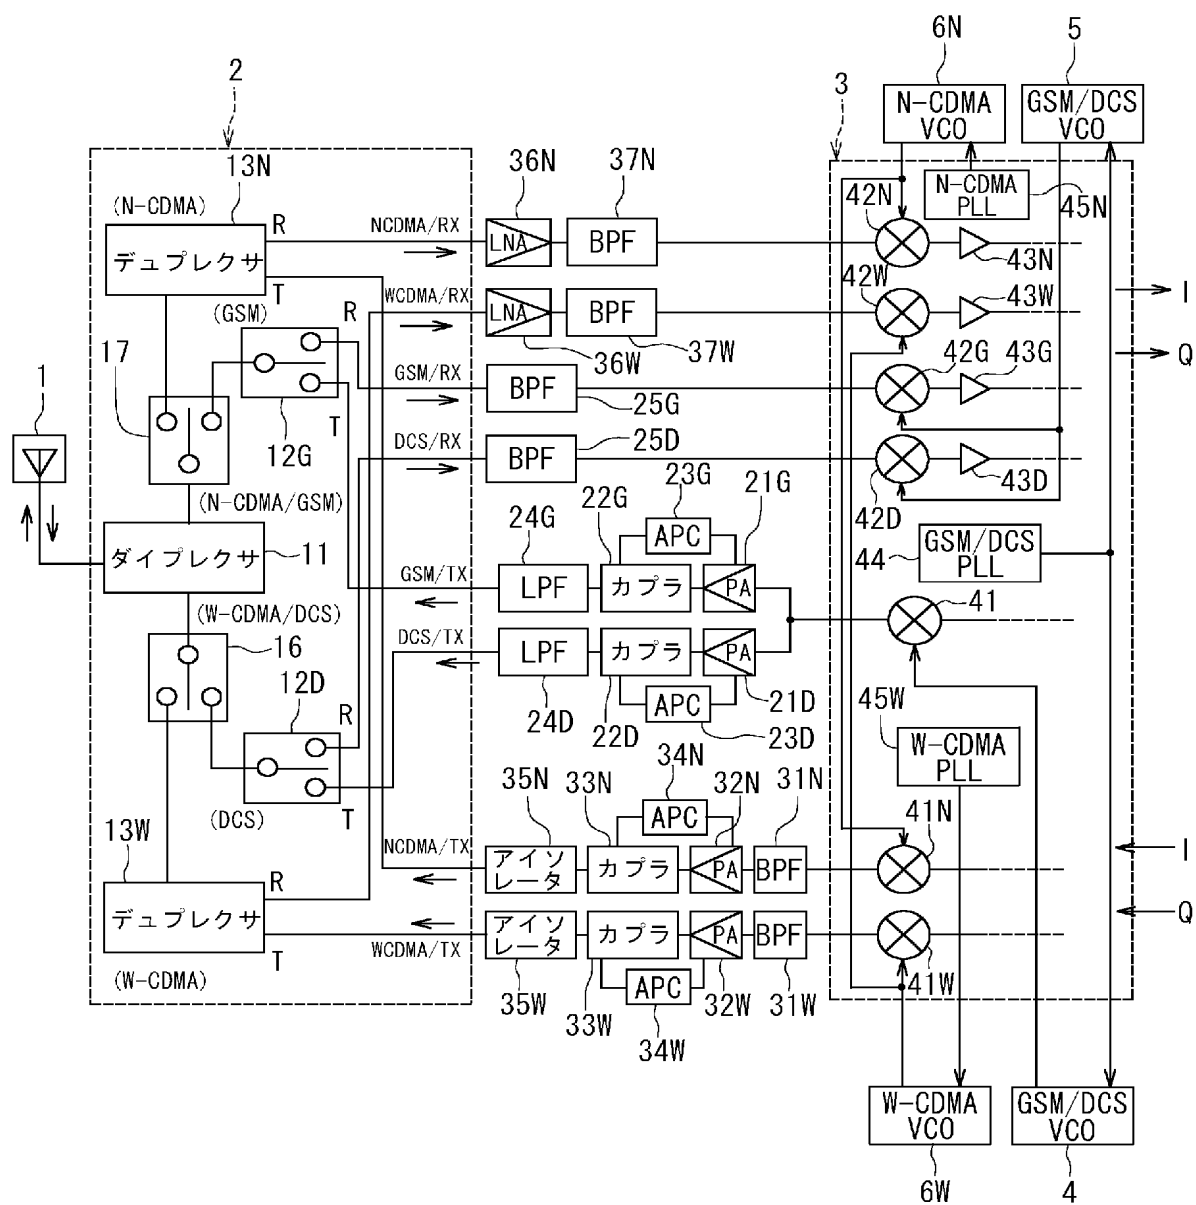 6N
5
2
3
N-CDMA
VCO
GSM/DCS
VCO
13N
36N
37N
(N-CDMA)
R
NCDMA/RX
LNA
BPF
42N
N-CDMA
PLL
45N
デュプレクサ
43N
T
(GSM)
R
WCDMA/RX
LNA
BPF
42W
43W
I
17
36W
37W
42G
43G
Q
1
GSM/RX
BPF
25G
T
12G
DCS/RX
BPF
25D
42D
43D
(N-CDMA/GSM)
24G
22G
23G
21G
APC
ダイプレクサ
11
GSM/TX
LPF
カプラ
PA
44
GSM/DCS
PLL
41
(W-CDMA/DCS)
16
DCS/TX
LPF
カプラ
PA
12D
R
24D
22D
APC
23D
21D
45W
W-CDMA
PLL
(DCS)
T
35N
33N
34N
32N
31N
APC
41N
13W
NCDMA/TX
アイソ
レータ
カプラ
PA
BPF
I
R
デュプレクサ
T
WCDMA/TX
アイソ
レータ
カプラ
PA
BPF
Q
(W-CDMA)
APC
41W
35W
33W
34W
32W
31W
W-CDMA
VCO
GSM/DCS
VCO
6W
4